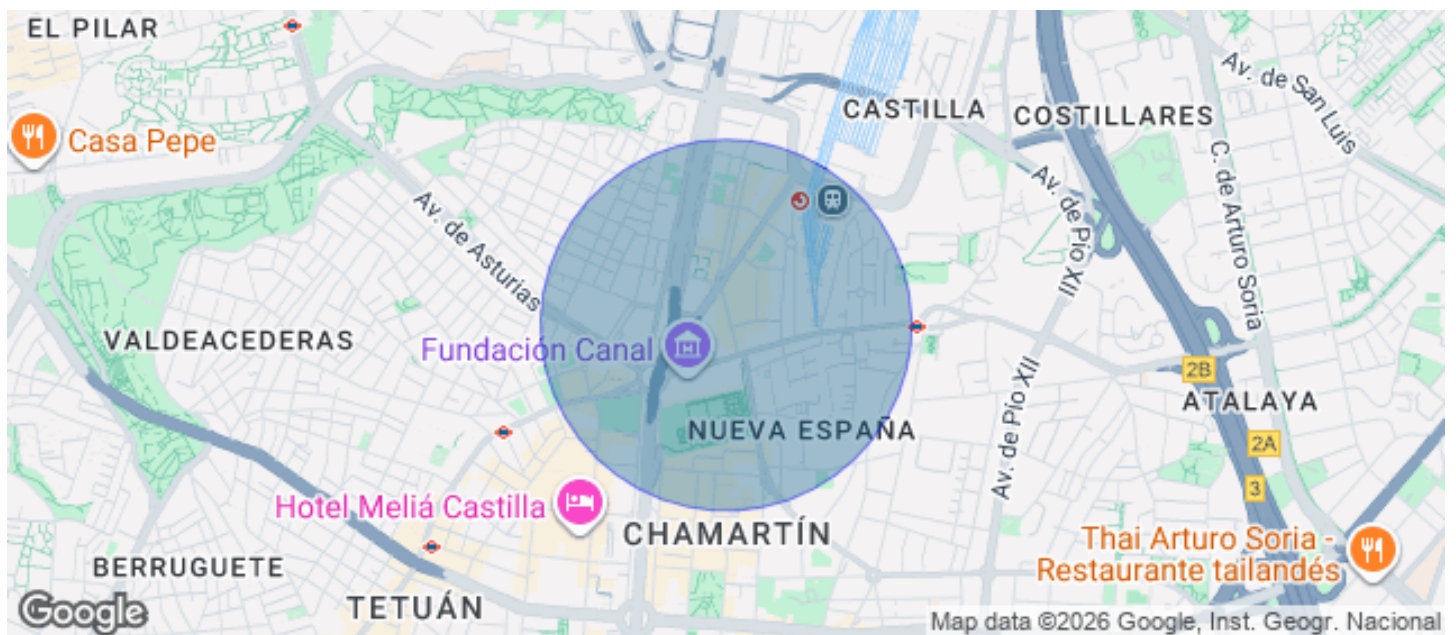 EL PILAR
Casa Pepe
CASTILLA
COSTILLARES
Av. de San Luis
C. de Arturo Soria
Av. de Pío XII
Av. de Asturias
VALDEACEDERAS
Fundación Canal
NUEVA ESPAÑA
Av. de Pío XII
2B
ATALAYA
2A
3
Hotel Meliá Castilla
CHAMARTÍN
Thai Arturo Soria -
Restaurante tailandés
BERRUGUETE
TETUÁN
Google
Map data ©2026 Google, Inst. Geogr. Nacional